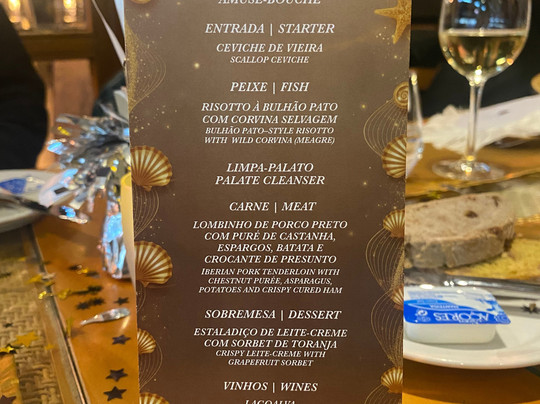 AMUSE-BOUCHE
ENTRADA | STARTER
CEVICHE DE VIEIRA
SCALLOP CEVICHE
PEIXE | FISH
RISOTTO À BULHÃO PATO
COM CORVINA SELVAGEM
BULHÃO PATO–STYLE RISOTTO
WITH WILD CORVINA (MEAGRE)
LIMPA-PALATO
PALATE CLEANSER
CARNE | MEAT
LOMBINHO DE PORCO PRETO
COM PURÉ DE CASTANHA,
ESPARGOS, BATATA E
CROCANTE DE PRESUNTO
IBERIAN PORK TENDERLOIN WITH
CHESTNUT PURÉE, ASPARAGUS,
POTATOES AND CRISPY CURED HAM
SOBREMESA | DESSERT
ESTALADIÇO DE LEITE-CREME
COM SORBET DE TORANJA
CRISPY LEITE-CREME WITH
GRAPEFRUIT SORBET
VINHOS | WINES
LAGOALVA
AÇORES